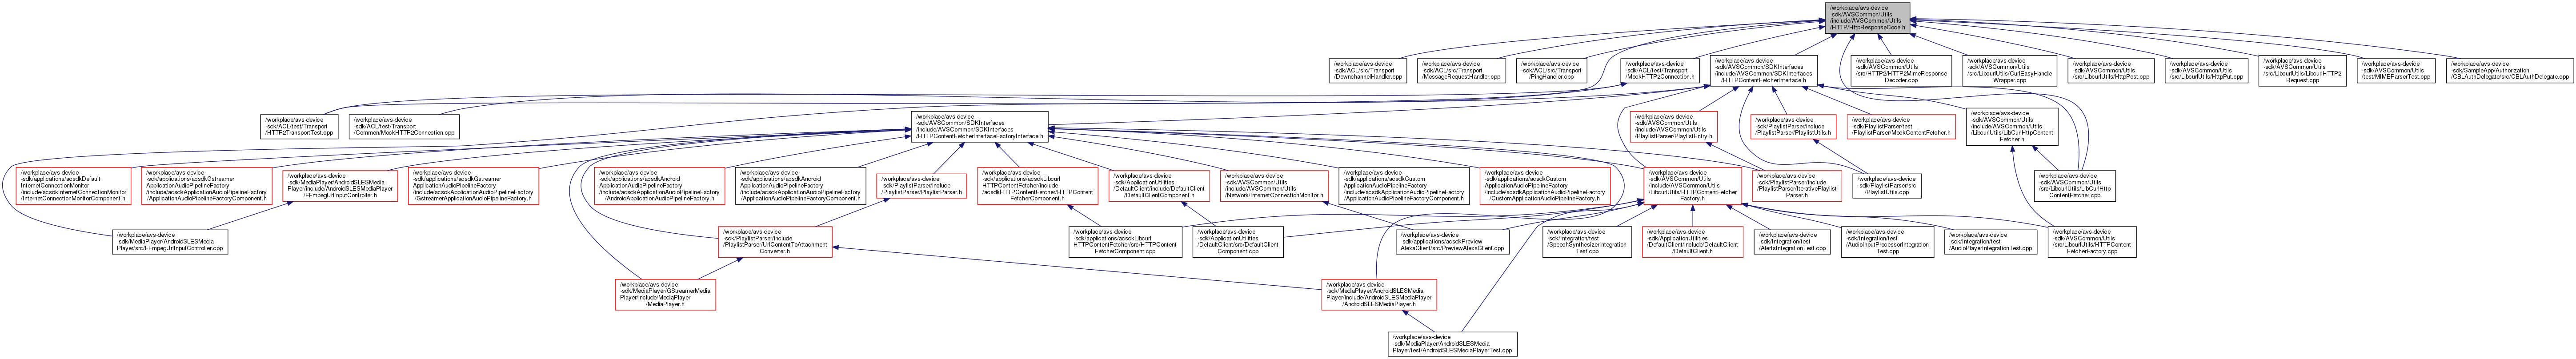 /workplace/avs-device
-sdk/AVSCommon/Utils
/include/AVSCommon/Utils
/HTTP/HttpResponseCode.h
/workplace/avs-device
-sdk/ACL/src/Transport
/DownchannelHandler.cpp
/workplace/avs-device
-sdk/ACL/src/Transport
/MessageRequestHandler.cpp
/workplace/avs-device
-sdk/ACL/src/Transport
/PingHandler.cpp
/workplace/avs-device
-sdk/ACL/test/Transport
/MockHTTP2Connection.h
/workplace/avs-device
-sdk/AVSCommon/SDKInterfaces
/include/AVSCommon/SDKInterfaces
/HTTPContentFetcherInterface.h
/workplace/avs-device
-sdk/AVSCommon/Utils
/src/HTTP2/HTTP2MimeResponse
Decoder.cpp
/workplace/avs-device
-sdk/AVSCommon/Utils
/src/LibcurlUtils/CurlEasyHandle
Wrapper.cpp
/workplace/avs-device
-sdk/AVSCommon/Utils
/src/LibcurlUtils/HttpPost.cpp
/workplace/avs-device
-sdk/AVSCommon/Utils
/src/LibcurlUtils/HttpPut.cpp
/workplace/avs-device
-sdk/AVSCommon/Utils
/src/LibcurlUtils/LibcurlHTTP2
Request.cpp
/workplace/avs-device
-sdk/AVSCommon/Utils
/test/MIMEParserTest.cpp
/workplace/avs-device
-sdk/SampleApp/Authorization
/CBLAuthDelegate/src/CBLAuthDelegate.cpp
/workplace/avs-device
-sdk/ACL/test/Transport
/HTTP2TransportTest.cpp
/workplace/avs-device
-sdk/ACL/test/Transport
/Common/MockHTTP2Connection.cpp
/workplace/avs-device
-sdk/AVSCommon/SDKInterfaces
/include/AVSCommon/SDKInterfaces
/HTTPContentFetcherInterfaceFactoryInterface.h
/workplace/avs-device
-sdk/AVSCommon/Utils
/include/AVSCommon/Utils
/PlaylistParser/PlaylistEntry.h
/workplace/avs-device
-sdk/PlaylistParser/include
/PlaylistParser/PlaylistUtils.h
/workplace/avs-device
-sdk/PlaylistParser/test
/PlaylistParser/MockContentFetcher.h
/workplace/avs-device
-sdk/AVSCommon/Utils
/include/AVSCommon/Utils
/LibcurlUtils/LibCurlHttpContent
Fetcher.h
/workplace/avs-device
-sdk/applications/acsdkDefault
InternetConnectionMonitor
/include/acsdkInternetConnectionMonitor
/InternetConnectionMonitorComponent.h
/workplace/avs-device
-sdk/applications/acsdkGstreamer
ApplicationAudioPipelineFactory
/include/acsdkApplicationAudioPipelineFactory
/ApplicationAudioPipelineFactoryComponent.h
/workplace/avs-device
-sdk/MediaPlayer/AndroidSLESMedia
Player/include/AndroidSLESMediaPlayer
/FFmpegUrlInputController.h
/workplace/avs-device
-sdk/applications/acsdkGstreamer
ApplicationAudioPipelineFactory
/include/acsdkApplicationAudioPipelineFactory
/GstreamerApplicationAudioPipelineFactory.h
/workplace/avs-device
-sdk/applications/acsdkAndroid
ApplicationAudioPipelineFactory
/include/acsdkApplicationAudioPipelineFactory
/AndroidApplicationAudioPipelineFactory.h
/workplace/avs-device
-sdk/applications/acsdkAndroid
ApplicationAudioPipelineFactory
/include/acsdkApplicationAudioPipelineFactory
/ApplicationAudioPipelineFactoryComponent.h
/workplace/avs-device
-sdk/PlaylistParser/include
/PlaylistParser/PlaylistParser.h
/workplace/avs-device
-sdk/applications/acsdkLibcurl
HTTPContentFetcher/include
/acsdkHTTPContentFetcher/HTTPContent
FetcherComponent.h
/workplace/avs-device
-sdk/ApplicationUtilities
/DefaultClient/include/DefaultClient
/DefaultClientComponent.h
/workplace/avs-device
-sdk/AVSCommon/Utils
/include/AVSCommon/Utils
/Network/InternetConnectionMonitor.h
/workplace/avs-device
-sdk/applications/acsdkCustom
ApplicationAudioPipelineFactory
/include/acsdkApplicationAudioPipelineFactory
/ApplicationAudioPipelineFactoryComponent.h
/workplace/avs-device
-sdk/applications/acsdkCustom
ApplicationAudioPipelineFactory
/include/acsdkApplicationAudioPipelineFactory
/CustomApplicationAudioPipelineFactory.h
/workplace/avs-device
-sdk/AVSCommon/Utils
/include/AVSCommon/Utils
/LibcurlUtils/HTTPContentFetcher
Factory.h
/workplace/avs-device
-sdk/PlaylistParser/include
/PlaylistParser/IterativePlaylist
Parser.h
/workplace/avs-device
-sdk/PlaylistParser/src
/PlaylistUtils.cpp
/workplace/avs-device
-sdk/AVSCommon/Utils
/src/LibcurlUtils/LibCurlHttp
ContentFetcher.cpp
/workplace/avs-device
-sdk/MediaPlayer/AndroidSLESMedia
Player/src/FFmpegUrlInputController.cpp
/workplace/avs-device
-sdk/PlaylistParser/include
/PlaylistParser/UrlContentToAttachment
Converter.h
/workplace/avs-device
-sdk/applications/acsdkLibcurl
HTTPContentFetcher/src/HTTPContent
FetcherComponent.cpp
/workplace/avs-device
-sdk/ApplicationUtilities
/DefaultClient/src/DefaultClient
Component.cpp
/workplace/avs-device
-sdk/applications/acsdkPreview
AlexaClient/src/PreviewAlexaClient.cpp
/workplace/avs-device
-sdk/Integration/test
/SpeechSynthesizerIntegration
Test.cpp
/workplace/avs-device
-sdk/ApplicationUtilities
/DefaultClient/include/DefaultClient
/DefaultClient.h
/workplace/avs-device
-sdk/Integration/test
/AlertsIntegrationTest.cpp
/workplace/avs-device
-sdk/Integration/test
/AudioInputProcessorIntegration
Test.cpp
/workplace/avs-device
-sdk/Integration/test
/AudioPlayerIntegrationTest.cpp
/workplace/avs-device
-sdk/AVSCommon/Utils
/src/LibcurlUtils/HTTPContent
FetcherFactory.cpp
/workplace/avs-device
-sdk/MediaPlayer/GStreamerMedia
Player/include/MediaPlayer
/MediaPlayer.h
/workplace/avs-device
-sdk/MediaPlayer/AndroidSLESMedia
Player/include/AndroidSLESMediaPlayer
/AndroidSLESMediaPlayer.h
/workplace/avs-device
-sdk/MediaPlayer/AndroidSLESMedia
Player/test/AndroidSLESMediaPlayerTest.cpp